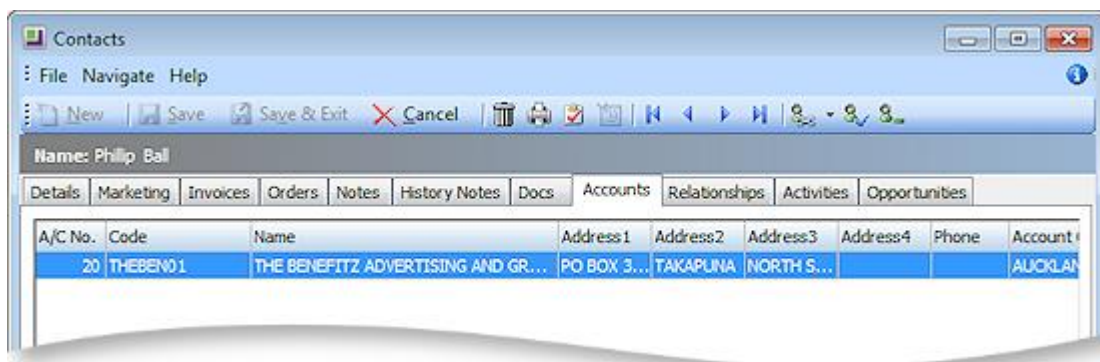 Contacts
File Navigate Help
New Save Save & Exit Cancel
Name: Philip Ball
Details Marketing Invoices Orders Notes History Notes Docs Accounts Relationships Activities Opportunities
A/C No. Code Name Address1 Address2 Address3 Address4 Phone Account
20 THEBEN01 THE BENEFITZ ADVERTISING AND GR... PO BOX 3... TAKAPUNA NORTH S... AUCKLAN